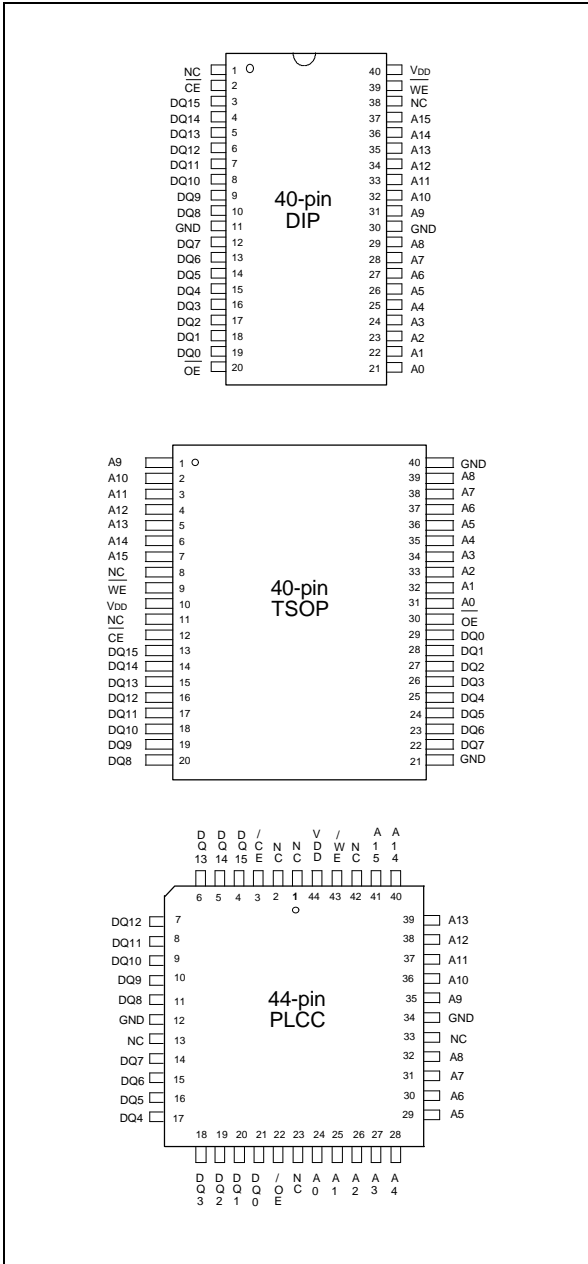 NC 1 40 VDD
CE 2 39 WE
DQ15 3 38 NC
DQ14 4 37 A15
DQ13 5 36 A14
DQ12 6 35 A13
DQ11 7 34 A12
DQ10 8 33 A11
DQ9 9 32 A10
DQ8 10 31 A9
GND 11 30 GND
DQ7 12 29 A8
DQ6 13 28 A7
DQ5 14 27 A6
DQ4 15 26 A5
DQ3 16 25 A4
DQ2 17 24 A3
DQ1 18 23 A2
DQ0 19 22 A1
OE 20 21 A0
40-pin
DIP
A9 1 40 GND
A10 2 39 A8
A11 3 38 A7
A12 4 37 A6
A13 5 36 A5
A14 6 35 A4
A15 7 34 A3
NC 8 33 A2
WE 9 32 A1
VDD 10 31 A0
NC 11 30 OE
CE 12 29 DQ0
DQ15 13 28 DQ1
DQ14 14 27 DQ2
DQ13 15 26 DQ3
DQ12 16 25 DQ4
DQ11 17 24 DQ5
DQ10 18 23 DQ6
DQ9 19 22 DQ7
DQ8 20 21 GND
40-pin
TSOP
DQ13 DQ14 DQ15 /CE NC NC VDD /WE NC A15 A14
6 5 4 3 2 1 44 43 42 41 40
DQ12 7 39 A13
DQ11 8 38 A12
DQ10 9 37 A11
DQ9 10 36 A10
DQ8 11 35 A9
GND 12 34 GND
NC 13 33 NC
DQ7 14 32 A8
DQ6 15 31 A7
DQ5 16 30 A6
DQ4 17 29 A5
44-pin
PLCC
18 19 20 21 22 23 24 25 26 27 28
DQ3 DQ2 DQ1 DQ0 /OE NC A0 A1 A2 A3 A4